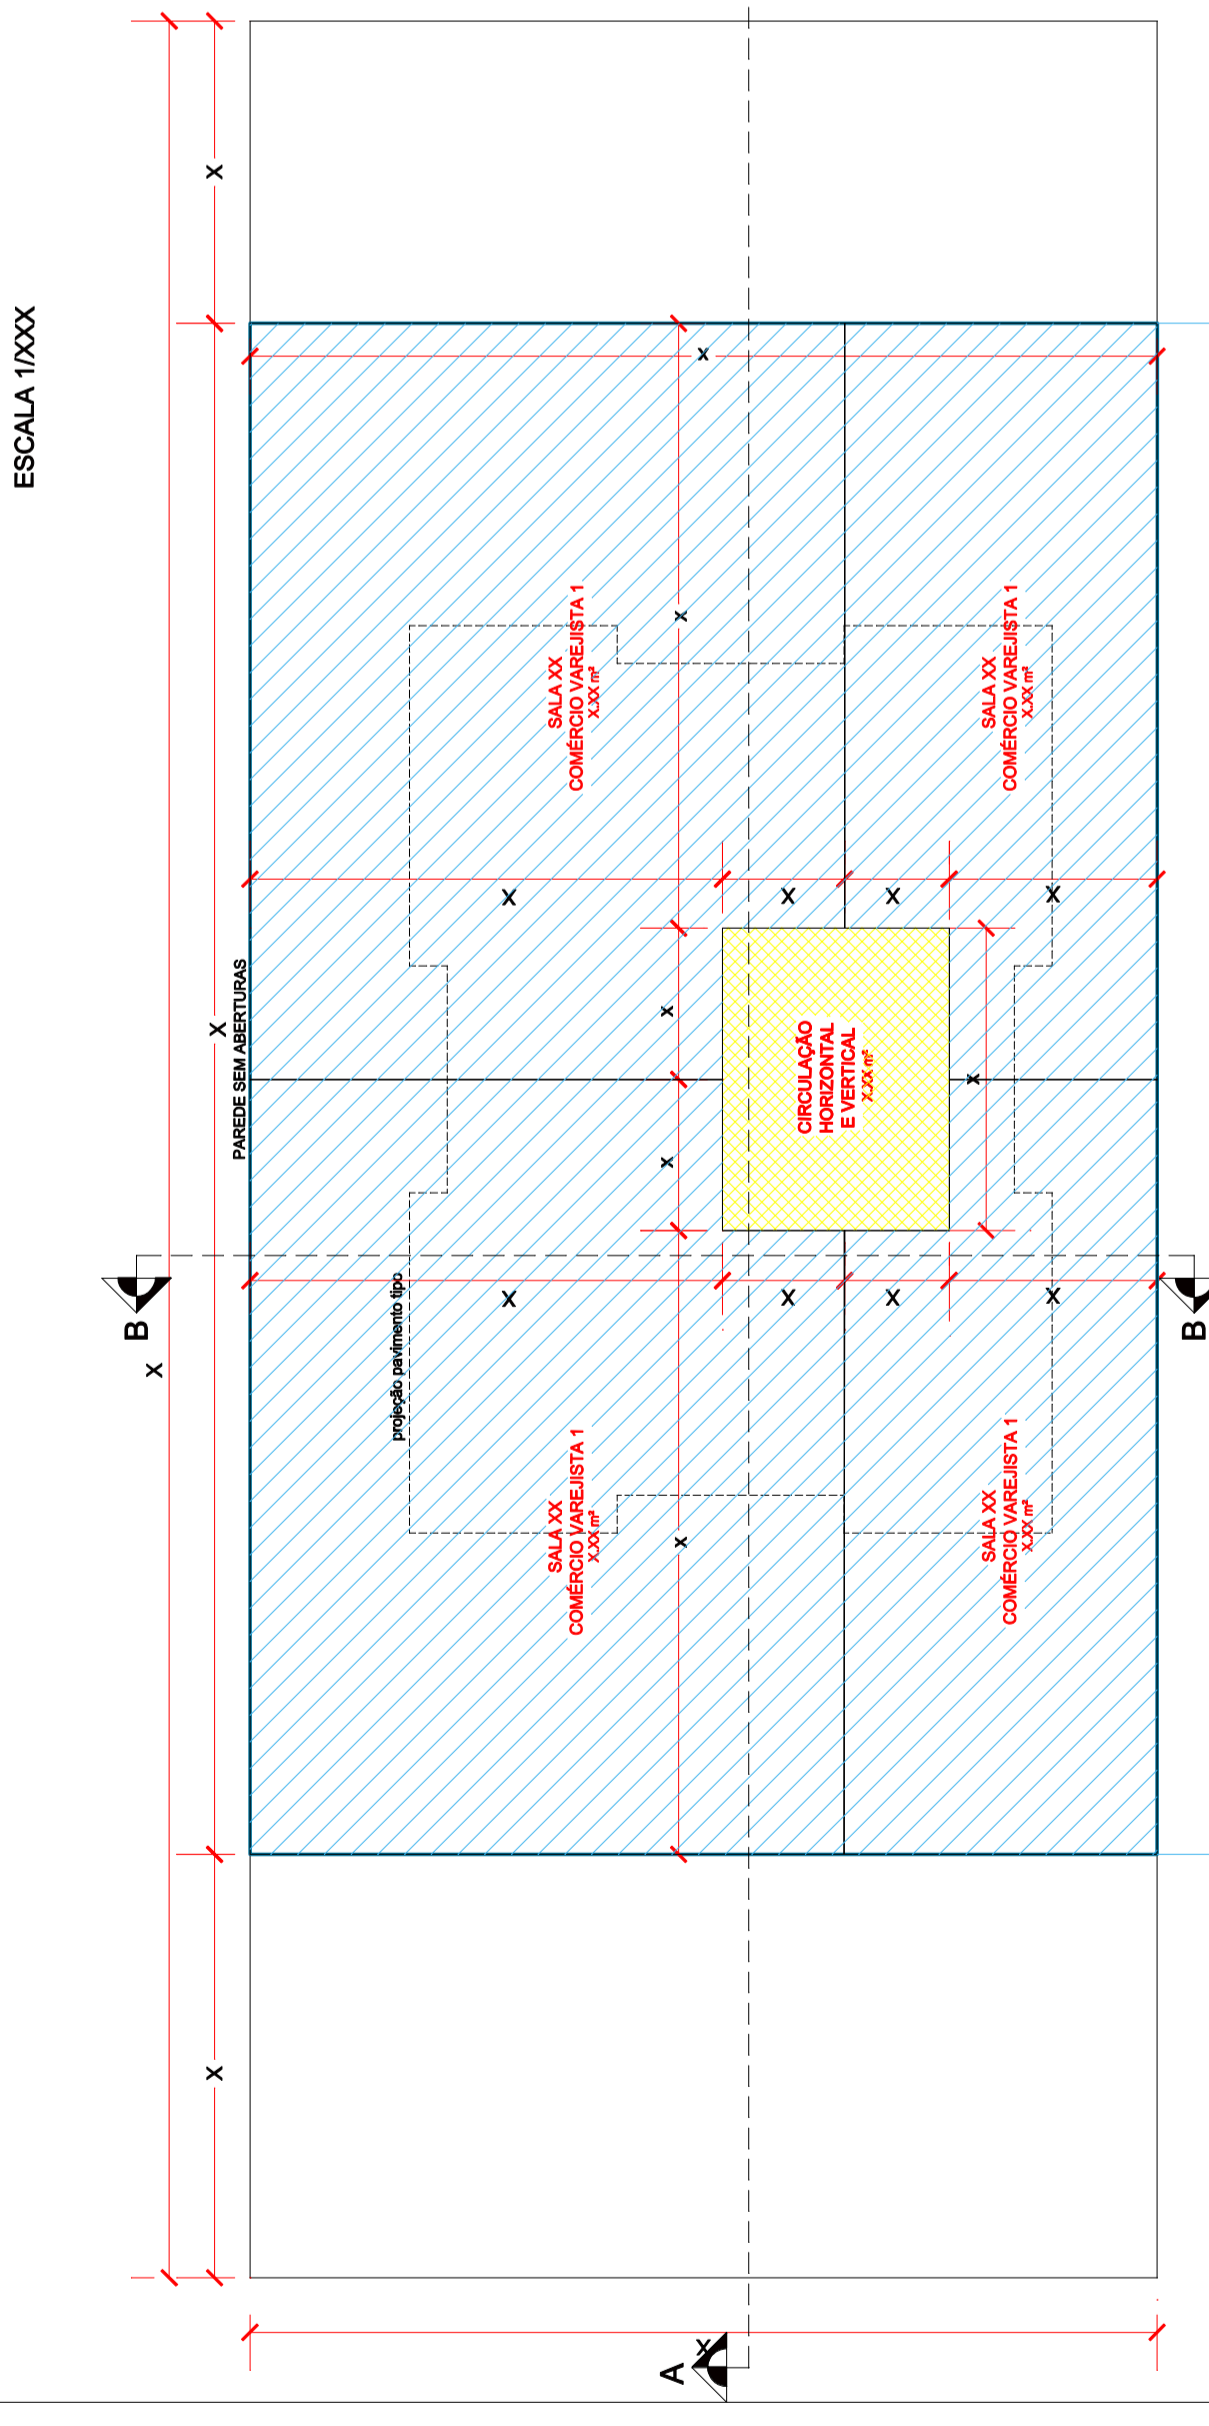 ESCALA 1/XXX
X
X
X
X
PAREDE SEM ABERTURAS
projeção pavimento tipo
B
B
A
X
X
X
X
X
X
X
SALA XX
COMÉRCIO VAREJISTA 1
X.XX m²
SALA XX
COMÉRCIO VAREJISTA 1
X.XX m²
X
X
X
X
CIRCULAÇÃO
HORIZONTAL
E VERTICAL
X.XX m²
X
X
X
X
X
SALA XX
COMÉRCIO VAREJISTA 1
X.XX m²
SALA XX
COMÉRCIO VAREJISTA 1
X.XX m²